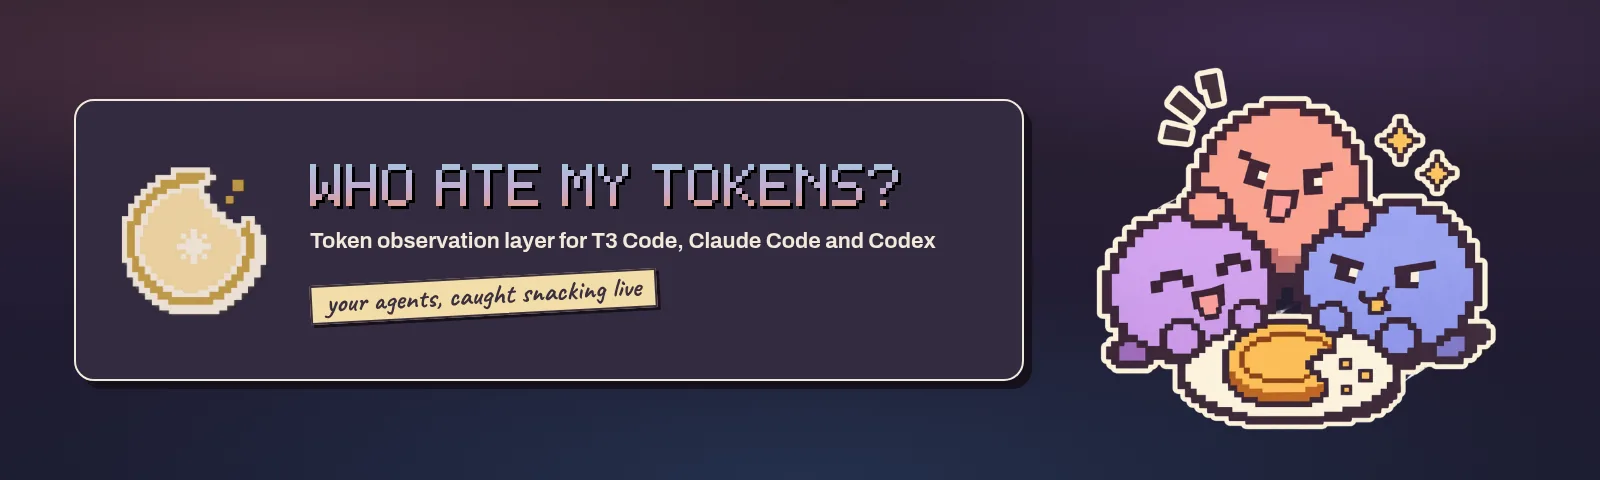 WHO ATE MY TOKENS?
Token observation layer for T3 Code, Claude Code and Codex
your agents, caught snacking live